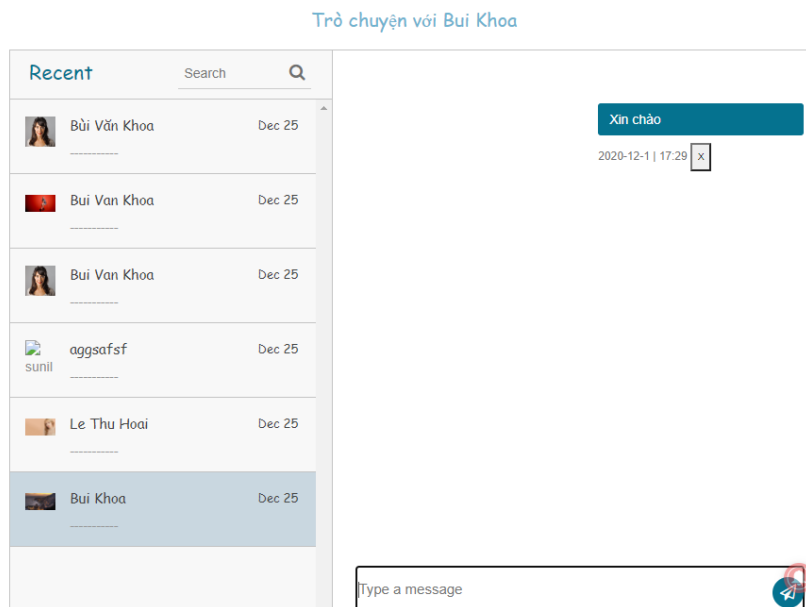 Trò chuyện với Bui Khoa
Recent
Search
Bùi Văn Khoa
Dec 25
-----------
Bui Van Khoa
Dec 25
-----------
Bui Van Khoa
Dec 25
-----------
sunil
aggsafsf
Dec 25
-----------
Le Thu Hoai
Dec 25
-----------
Bui Khoa
Dec 25
-----------
Xin chào
2020-12-1 | 17:29 X
Type a message